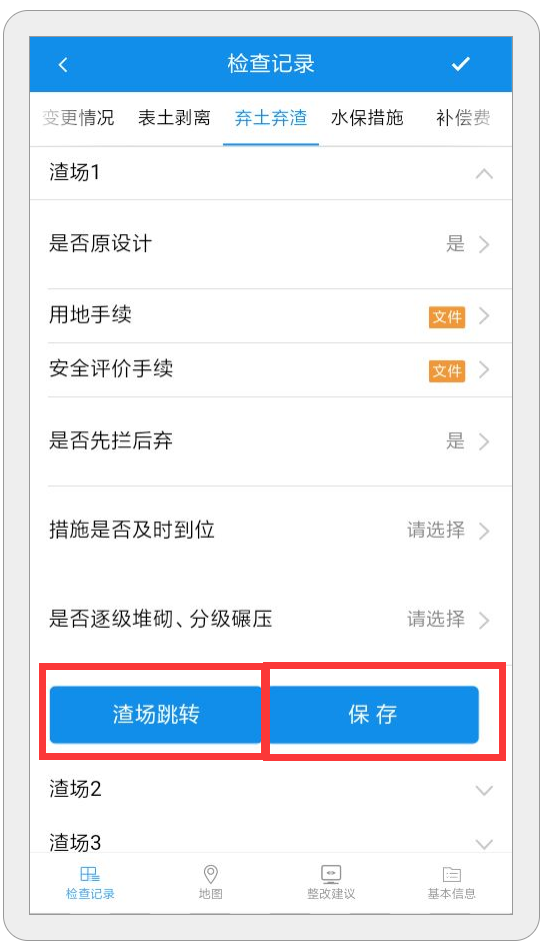 检查记录
变更情况 表土剥离 弃土弃渣 水保措施 补偿费
渣场1
是否原设计 是
用地手续 文件
安全评价手续 文件
是否先拦后弃 是
措施是否及时到位 请选择
是否逐级堆砌、分级碾压 请选择
渣场跳转 保存
渣场2
渣场3
检查记录 地图 整改建议 基本信息